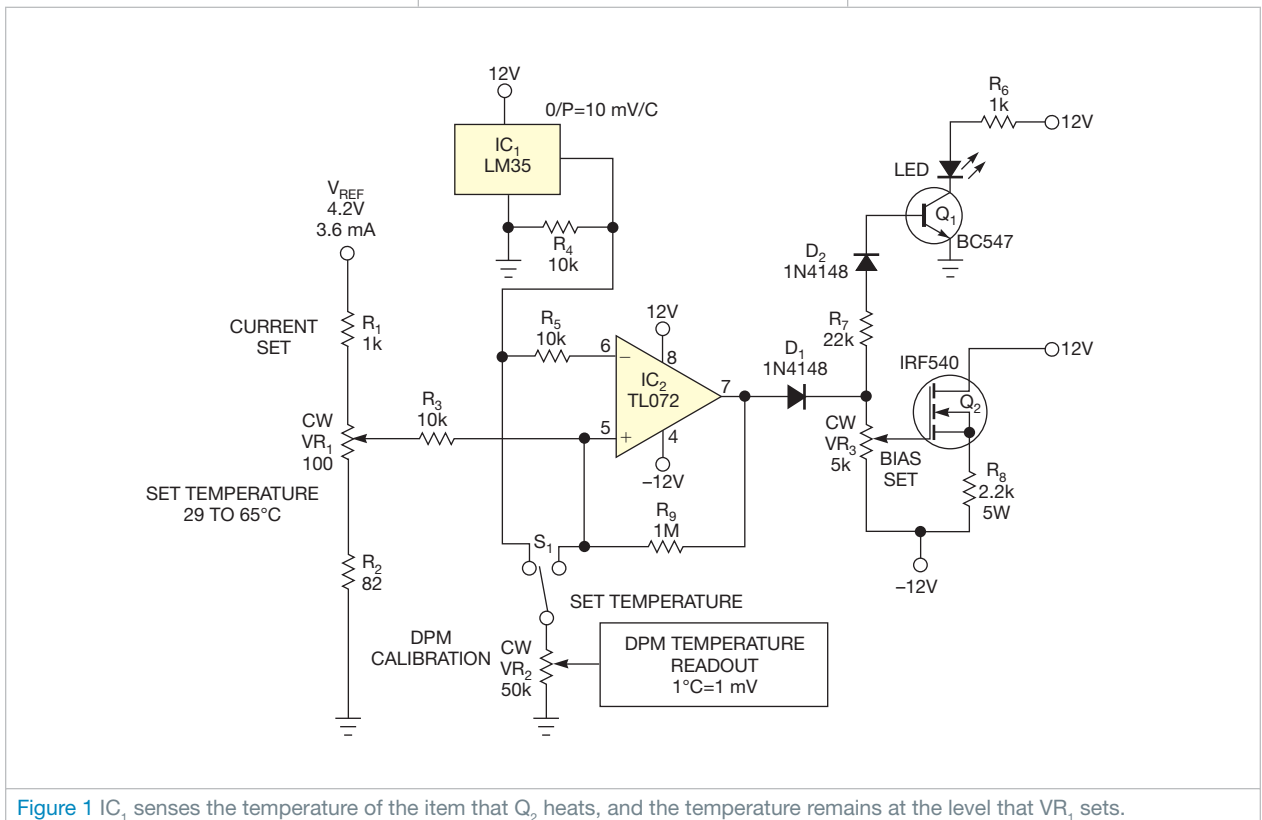 12V
0/P=10 mV/C
IC₁
LM35
R₄
10k
V_REF
4.2V
3.6 mA
CURRENT
SET
R₁
1k
CW
VR₁
100
SET TEMPERATURE
29 TO 65°C
R₂
82
R₃
10k
R₅
10k
12V
6
–
8
IC₂
TL072
7
5
+
4
–12V
R₉
1M
S₁
SET TEMPERATURE
DPM
CALIBRATION
CW
VR₂
50k
DPM TEMPERATURE
READOUT
1°C=1 mV
D₁
1N4148
R₆
1k
12V
LED
Q₁
BC547
D₂
1N4148
R₇
22k
IRF540
12V
Q₂
CW
VR₃
5k
BIAS
SET
R₈
2.2k
5W
–12V
Figure 1 IC₁ senses the temperature of the item that Q₂ heats, and the temperature remains at the level that VR₁ sets.